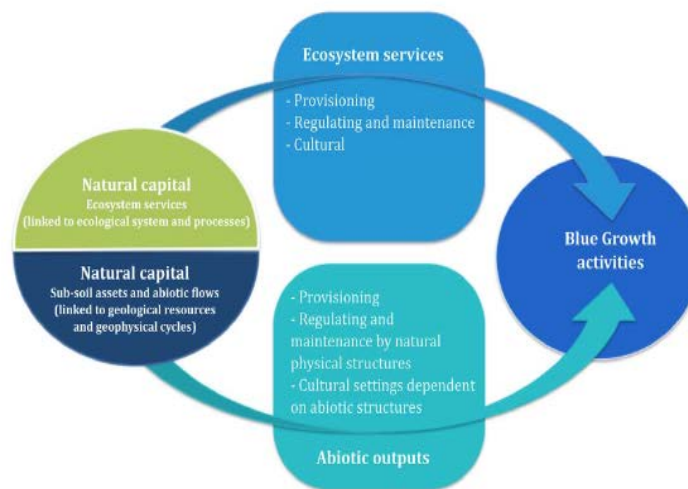 Ecosystem services
- Provisioning
- Regulating and maintenance
- Cultural
Natural capital
Ecosystem services
(linked to ecological system and processes)
Natural capital
Sub-soil assets and abiotic flows
(linked to geological resources
and geophysical cycles)
- Provisioning
- Regulating and
maintenance by natural
physical structures
- Cultural settings dependent
on abiotic structures
Abiotic outputs
Blue Growth
activities